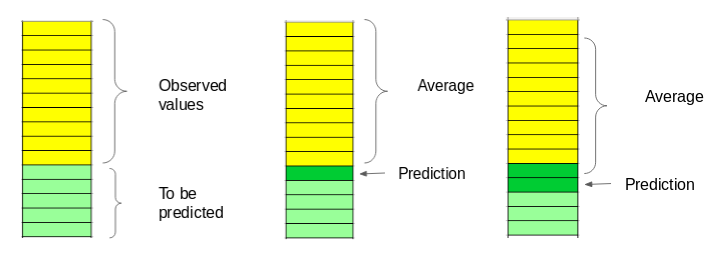 Observed
values
To be
predicted
Average
Prediction
Average
Prediction